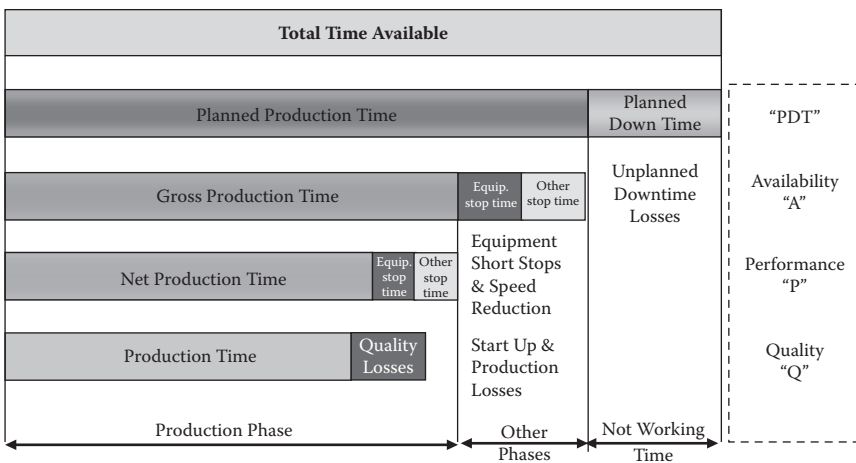 Total Time Available
Planned Production Time
Planned
Down Time
“PDT”
Gross Production Time
Equip.
stop time
Other
stop time
Unplanned
Downtime
Losses
Availability
“A”
Net Production Time
Equip.
stop
time
Other
stop
time
Equipment
Short Stops
& Speed
Reduction
Performance
“P”
Production Time
Quality
Losses
Start Up &
Production
Losses
Quality
“Q”
Production Phase
Other
Phases
Not Working
Time